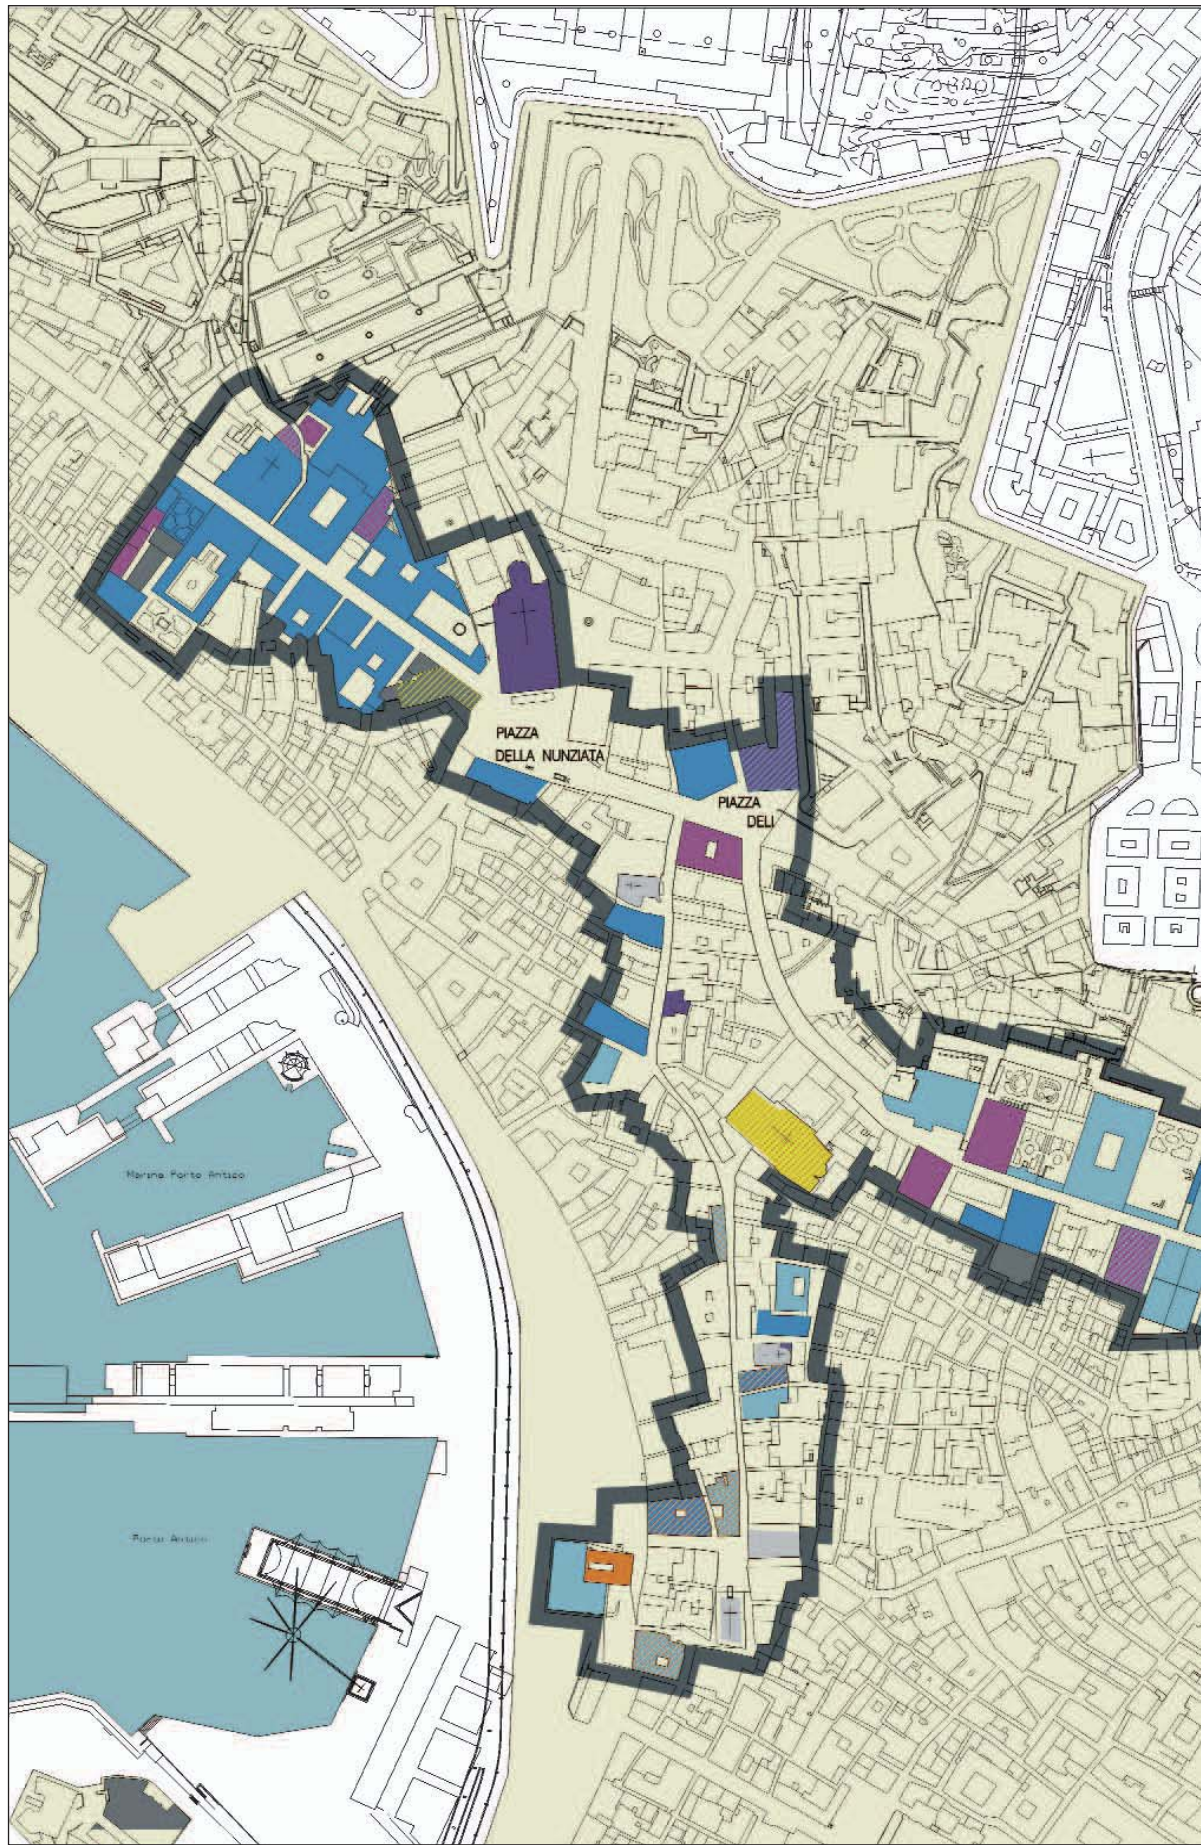 PIAZZA
DELLA NUNZIATA
PIAZZA
DELI
Marina Porto Antico
Porto Antico